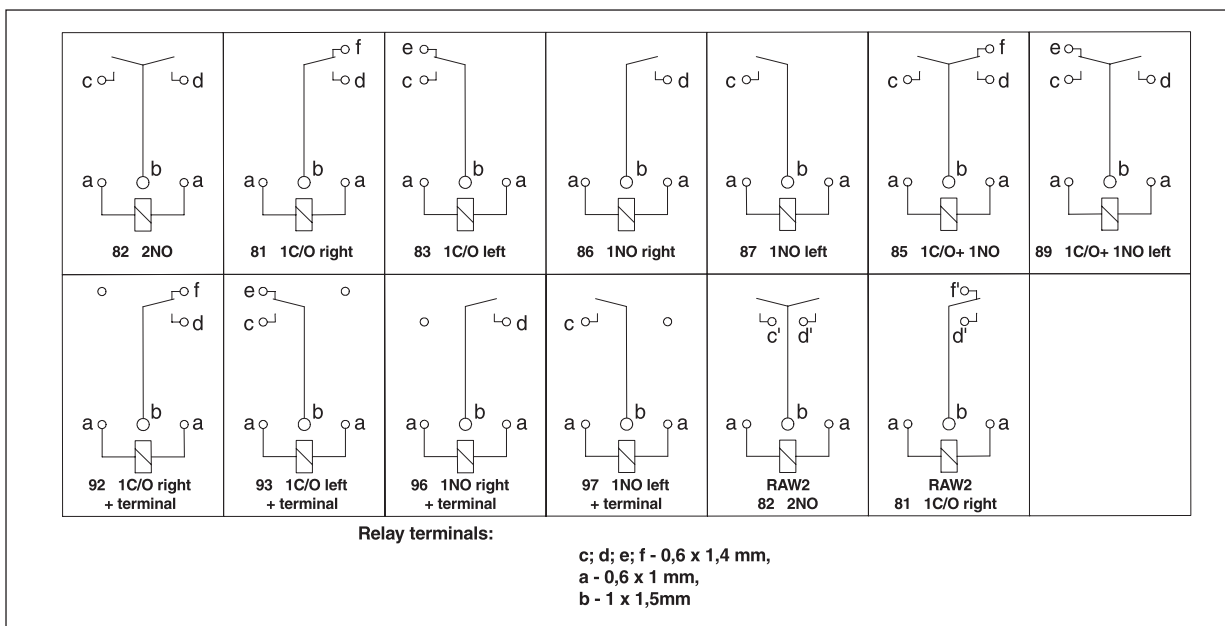 c d b a a
82 2NO
f d b a a
81 1C/O right
e c b a a
83 1C/O left
d b a a
86 1NO right
c b a a
87 1NO left
f c d b a a
85 1C/O+ 1NO
e c d b a a
89 1C/O+ 1NO left
f d b a a
92 1C/O right
+ terminal
e c b a a
93 1C/O left
+ terminal
d b a a
96 1NO right
+ terminal
c b a a
97 1NO left
+ terminal
c' d' b a a
RAW2
82 2NO
f' d' b a a
RAW2
81 1C/O right
Relay terminals:
c; d; e; f - 0,6 x 1,4 mm,
a - 0,6 x 1 mm,
b - 1 x 1,5mm